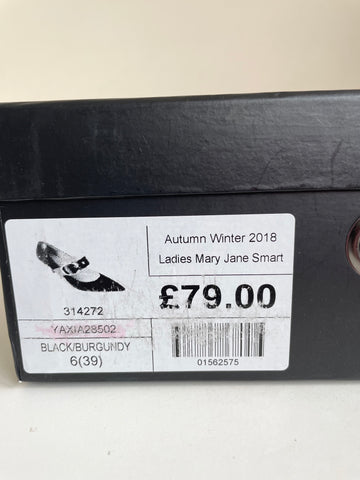 Autumn Winter 2018
Ladies Mary Jane Smart
£79.00
314272
YAXIA28502
BLACK/BURGUNDY
6(39)
01562575